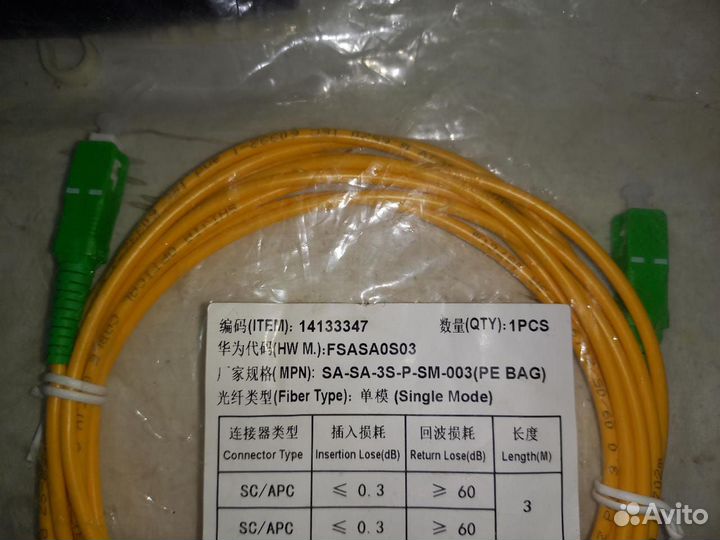 编码(ITEM): 14133347 数量(QTY): 1PCS
华为代码(HW M.):FSASA0S03
厂家规格( MPN): SA-SA-3S-P-SM-003(PE BAG)
光纤类型(Fiber Type): 单模 (Single Mode)
连接器类型 插入损耗 回波损耗 长度
Connector Type Insertion Lose(dB) Return Lose(dB) Length(M)
SC/APC ≤ 0.3 ≥ 60 3
SC/APC ≤ 0.3 ≥ 60
Avito